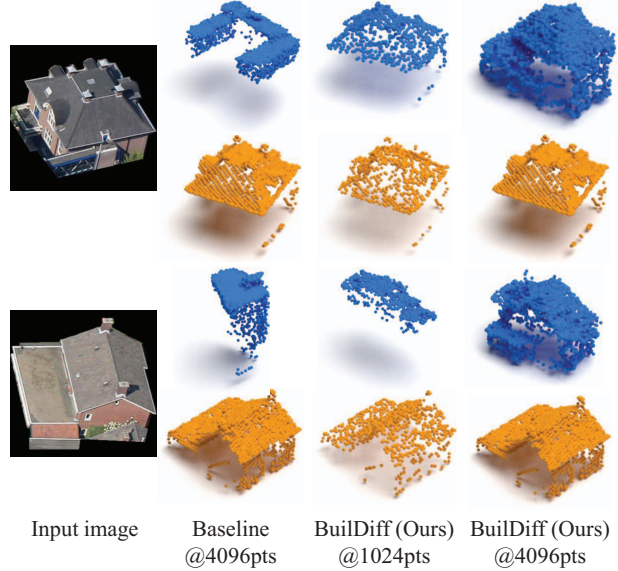 Input image
Baseline
@4096pts
BuilDiff (Ours)
@1024pts
BuilDiff (Ours)
@4096pts